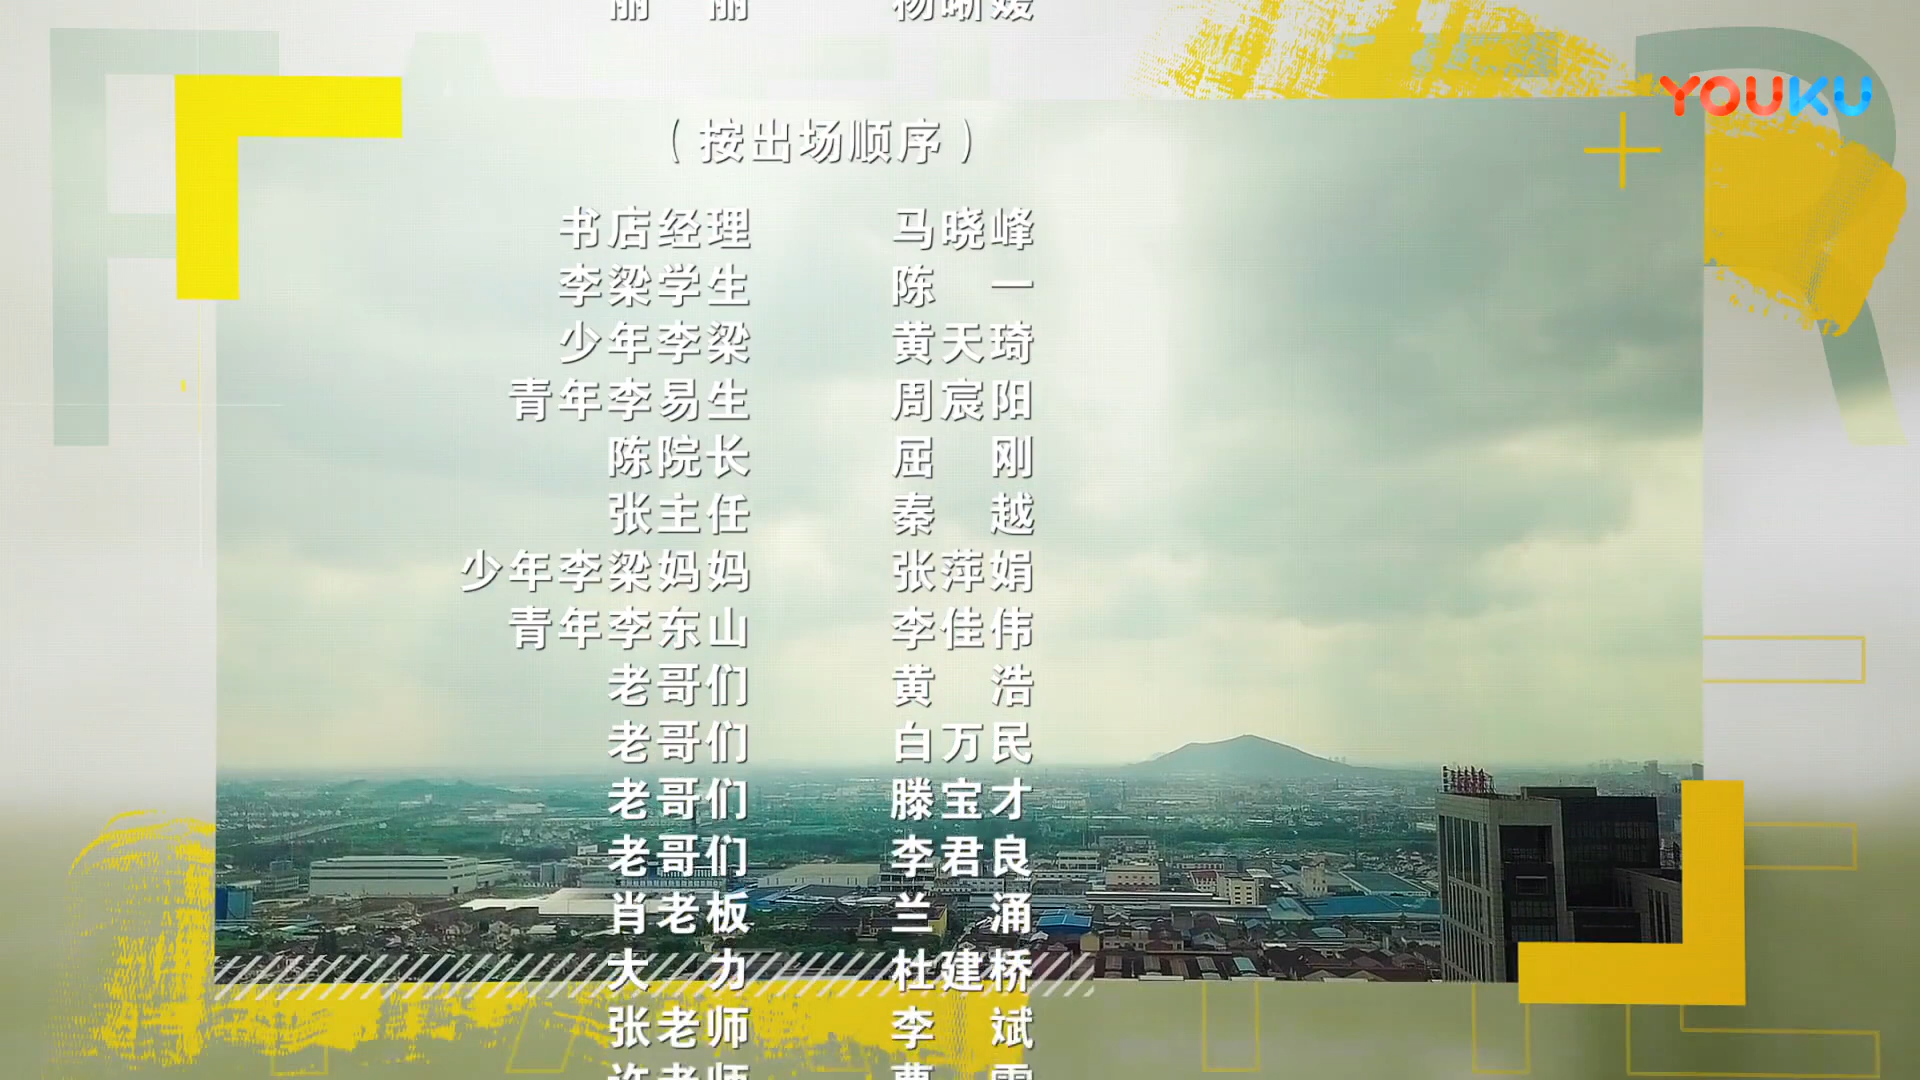 丽 丽 杨晰媛
YOUKU
（按出场顺序）
书店经理 马晓峰
李梁学生 陈 一
少年李梁 黄天琦
青年李易生 周宸阳
陈院长 屈 刚
张主任 秦 越
少年李梁妈妈 张萍娟
青年李东山 李佳伟
老哥们 黄 浩
老哥们 白万民
老哥们 滕宝才
老哥们 李君良
肖老板 兰 涌
大 力 杜建桥
张老师 李 斌